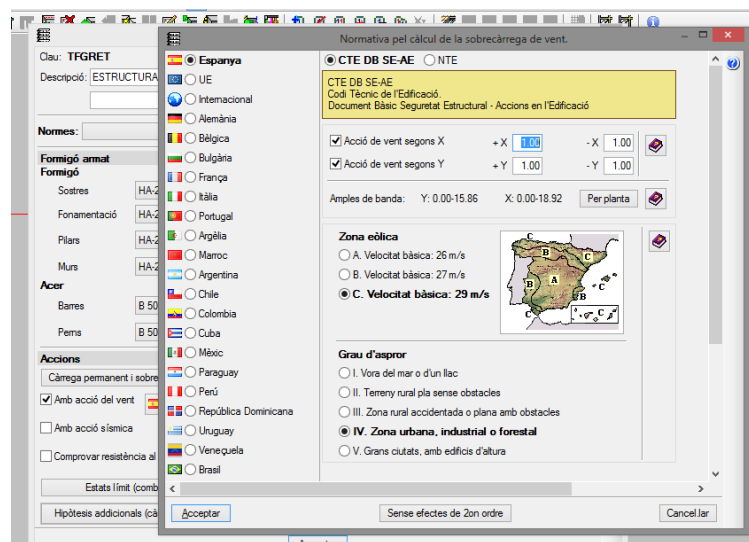 Clau: TFGRET
Descripció: ESTRUCTURA
Normes:
Formigó armat
Formigó
Sostres HA-2
Fonamentació HA-2
Pilars HA-2
Murs HA-2
Acer
Barres B 50
Perns B 50
Accions
Càrrega permanent i sobre
Amb acció del vent
Amb acció sísmica
Comprovar resistència al
Estats límit (comb
Hipòtesis addicionals (cà
Normativa pel càlcul de la sobrecàrrega de vent.
Espanya
UE
Internacional
Alemània
Bèlgica
Bulgària
França
Itàlia
Portugal
Argèlia
Marroc
Argentina
Chile
Colombia
Cuba
Mèxic
Paraguay
Perú
República Dominicana
Uruguay
Veneçuela
Brasil
CTE DB SE-AE NTE
CTE DB SE-AE
Codi Tècnic de l'Edificació.
Document Bàsic Seguretat Estructural - Accions en l'Edificació
Acció de vent segons X +X 1.00 -X 1.00
Acció de vent segons Y +Y 1.00 -Y 1.00
Amples de banda: Y: 0.00-15.86 X: 0.00-18.92 Per planta
Zona eòlica
A. Velocitat bàsica: 26 m/s
B. Velocitat bàsica: 27 m/s
C. Velocitat bàsica: 29 m/s
C
B
C
B
A
C
B
C
C
Grau d'aspror
I. Vora del mar o d'un llac
II. Terreny rural pla sense obstacles
III. Zona rural accidentada o plana amb obstacles
IV. Zona urbana, industrial o forestal
V. Grans ciutats, amb edificis d'altura
Acceptar Sense efectes de 2on ordre Cancel.lar